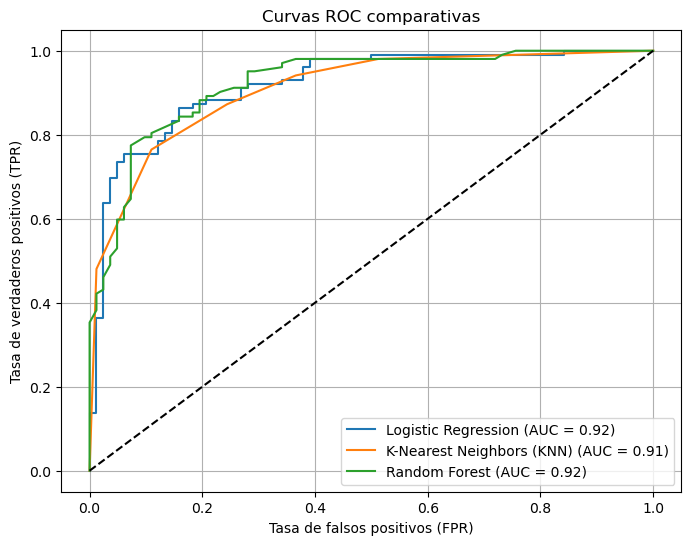 Curvas ROC comparativas
Tasa de verdaderos positivos (TPR)
1.0
0.8
0.6
0.4
0.2
0.0
0.0 0.2 0.4 0.6 0.8 1.0
Tasa de falsos positivos (FPR)
Logistic Regression (AUC = 0.92)
K-Nearest Neighbors (KNN) (AUC = 0.91)
Random Forest (AUC = 0.92)